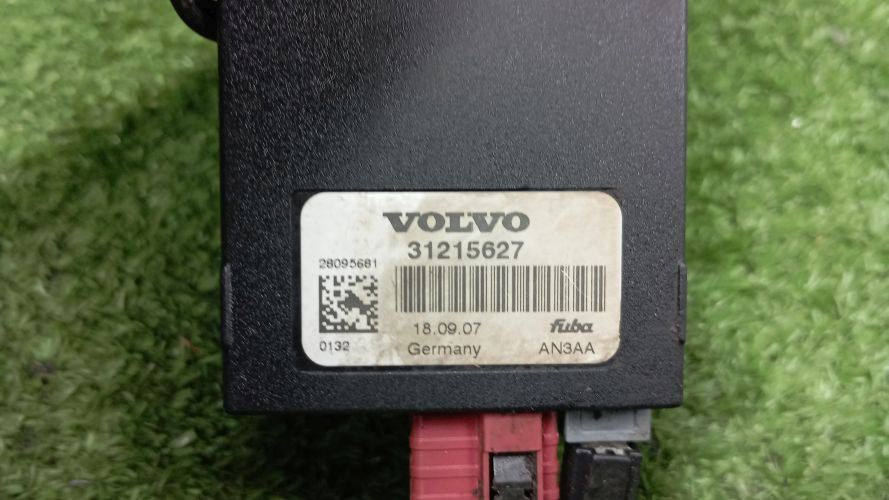 VOLVO
31215627
28095681
18.09.07 fuba
0132 Germany AN3AA